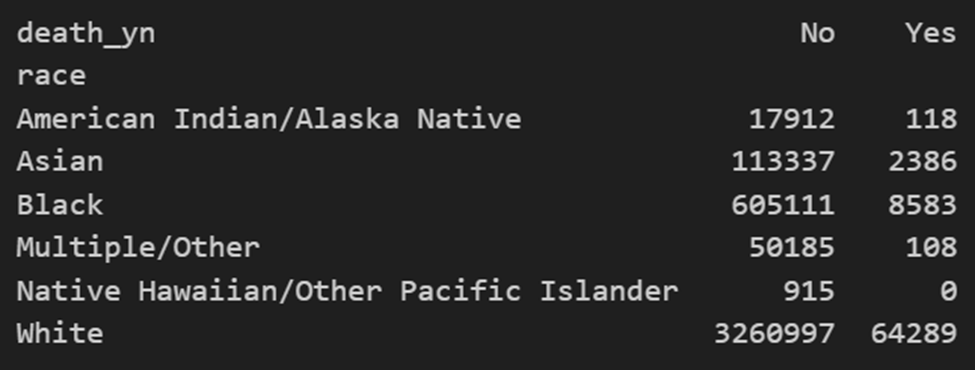 death_yn No Yes
race
American Indian/Alaska Native 17912 118
Asian 113337 2386
Black 605111 8583
Multiple/Other 50185 108
Native Hawaiian/Other Pacific Islander 915 0
White 3260997 64289